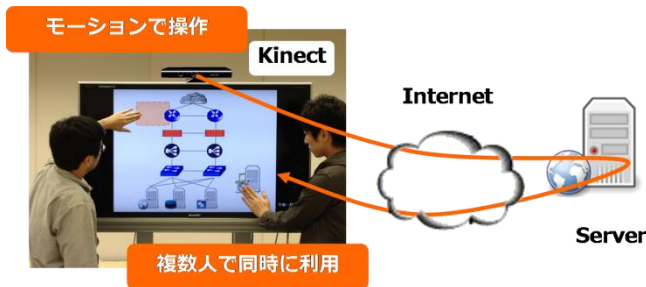 モーションで操作
Kinect
Internet
Server
複数人で同時に利用